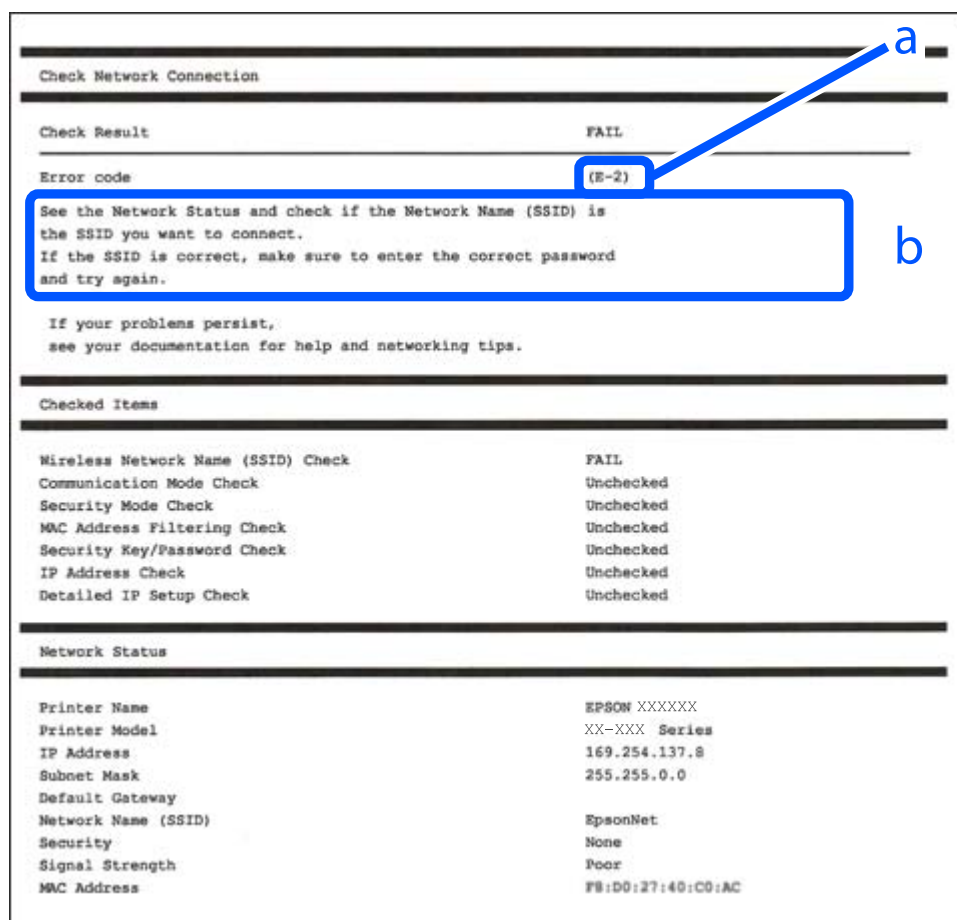 a
Check Network Connection
Check Result FAIL
Error code (E-2)
See the Network Status and check if the Network Name (SSID) is
the SSID you want to connect.
If the SSID is correct, make sure to enter the correct password
and try again.
b
If your problems persist,
see your documentation for help and networking tips.
Checked Items
Wireless Network Name (SSID) Check FAIL
Communication Mode Check Unchecked
Security Mode Check Unchecked
MAC Address Filtering Check Unchecked
Security Key/Password Check Unchecked
IP Address Check Unchecked
Detailed IP Setup Check Unchecked
Network Status
Printer Name EPSON XXXXXX
Printer Model XX-XXX Series
IP Address 169.254.137.8
Subnet Mask 255.255.0.0
Default Gateway
Network Name (SSID) EpsonNet
Security None
Signal Strength Poor
MAC Address F8:D0:27:40:C0:AC